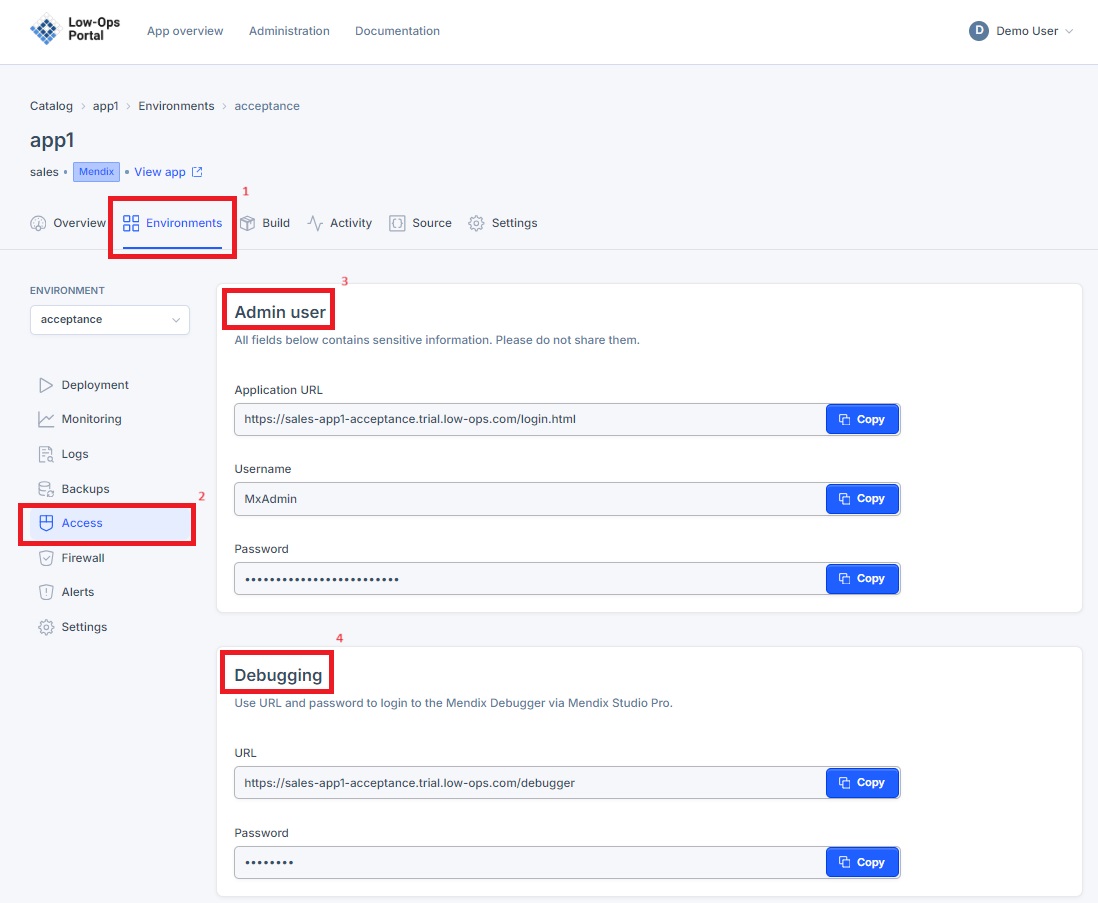 Low-Ops Portal
App overview Administration Documentation
D Demo User
Catalog > app1 > Environments > acceptance
app1
sales • Mendix • View app
1
Overview Environments Build Activity Source Settings
ENVIRONMENT
acceptance
Deployment
Monitoring
Logs
Backups
2
Access
Firewall
Alerts
Settings
3
Admin user
All fields below contains sensitive information. Please do not share them.
Application URL
https://sales-app1-acceptance.trial.low-ops.com/login.html Copy
Username
MxAdmin Copy
Password
••••••••••••••••••••••••• Copy
4
Debugging
Use URL and password to login to the Mendix Debugger via Mendix Studio Pro.
URL
https://sales-app1-acceptance.trial.low-ops.com/debugger Copy
Password
•••••••• Copy